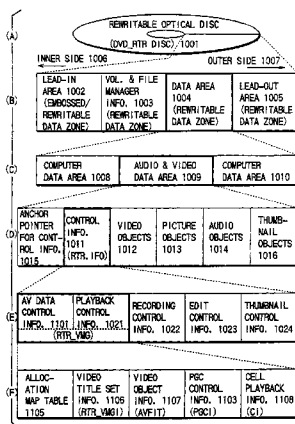 (A)
REWRITABLE OPTICAL DISC
(DVD_RTR DISC) 1001
INNER SIDE 1006
OUTER SIDE 1007
(B)
LEAD-IN
AREA 1002
(EMBOSSED/
REWRITABLE
DATA ZONE)
VOL. & FILE
MANAGER
INFO. 1003
(REWRITABLE
DATA ZONE)
DATA AREA
1004
(REWRITABLE
DATA ZONE)
LEAD-OUT
AREA 1005
(REWRITABLE
DATA ZONE)
(C)
COMPUTER
DATA AREA 1008
AUDIO & VIDEO
DATA AREA 1009
COMPUTER
DATA AREA 1010
(D)
ANCHOR
POINTER
FOR CONT-
ROL INFO.
1015
CONTROL
INFO.
1011
(RTR. IFO)
VIDEO
OBJECTS
1012
PICTURE
OBJECTS
1013
AUDIO
OBJECTS
1014
THUMB-
NAIL
OBJECTS
1016
(E)
AV DATA
CONTROL
INFO. 1101
PLAYBACK
CONTROL
INFO. 1021
(RTR_VMG)
RECORDING
CONTROL
INFO. 1022
EDIT
CONTROL
INFO. 1023
THUMBNAIL
CONTROL
INFO. 1024
(F)
ALLOC-
ATION
MAP TABLE
1105
VIDEO
TITLE SET
INFO. 1106
(RTR_VMGI)
VIDEO
OBJECT
INFO. 1107
(AVFIT)
PGC
CONTROL
INFO. 1103
(PGCI)
CELL
PLAYBACK
INFO. 1108
(CI)